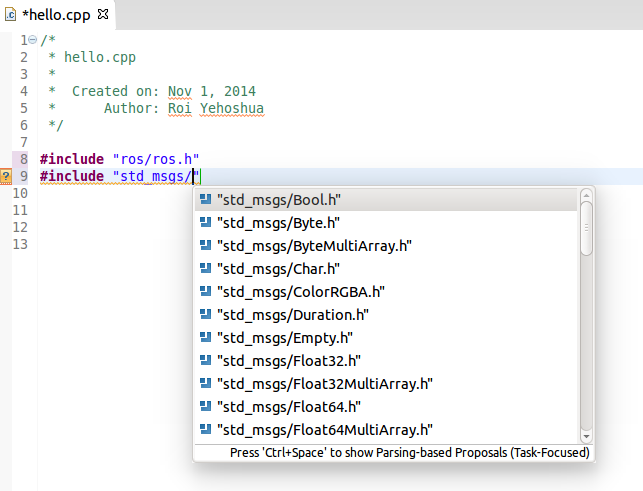 *hello.cpp
1 /*
2 * hello.cpp
3 *
4 * Created on: Nov 1, 2014
5 * Author: Roi Yehoshua
6 */
7
8 #include "ros/ros.h"
9 #include "std_msgs/"
10
11
12
13
"std_msgs/Bool.h"
"std_msgs/Byte.h"
"std_msgs/ByteMultiArray.h"
"std_msgs/Char.h"
"std_msgs/ColorRGBA.h"
"std_msgs/Duration.h"
"std_msgs/Empty.h"
"std_msgs/Float32.h"
"std_msgs/Float32MultiArray.h"
"std_msgs/Float64.h"
"std_msgs/Float64MultiArray.h"
Press 'Ctrl+Space' to show Parsing-based Proposals (Task-Focused)